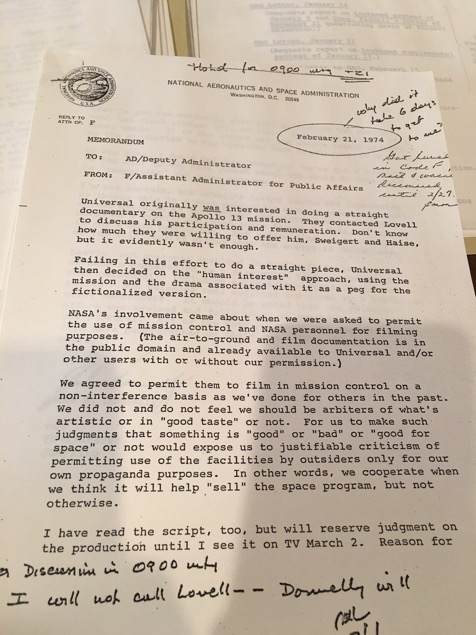 Hold for 0900 mtg
NATIONAL AERONAUTICS AND SPACE ADMINISTRATION
WASHINGTON, D.C. 20546
why did it
take 6 days
to get
to me?
REPLY TO
ATTN OF: F
February 21, 1974
MEMORANDUM
in Code F,
until 2/27.
TO: AD/Deputy Administrator
FROM: F/Assistant Administrator for Public Affairs
Universal originally was interested in doing a straight
documentary on the Apollo 13 mission. They contacted Lovell
to discuss his participation and remuneration. Don't know
how much they were willing to offer him, Sweigert and Haise,
but it evidently wasn't enough.
Failing in this effort to do a straight piece, Universal
then decided on the "human interest" approach, using the
mission and the drama associated with it as a peg for the
fictionalized version.
NASA's involvement came about when we were asked to permit
the use of mission control and NASA personnel for filming
purposes. (The air-to-ground and film documentation is in
the public domain and already available to Universal and/or
other users with or without our permission.)
We agreed to permit them to film in mission control on a
non-interference basis as we've done for others in the past.
We did not and do not feel we should be arbiters of what's
artistic or in "good taste" or not. For us to make such
judgments that something is "good" or "bad" or "good for
space" or not would expose us to justifiable criticism of
permitting use of the facilities by outsiders only for our
own propaganda purposes. In other words, we cooperate when
we think it will help "sell" the space program, but not
otherwise.
I have read the script, too, but will reserve judgment on
the production until I see it on TV March 2. Reason for
Discussion in 0900 mtg
I will not call Lovell -- Donnelly will